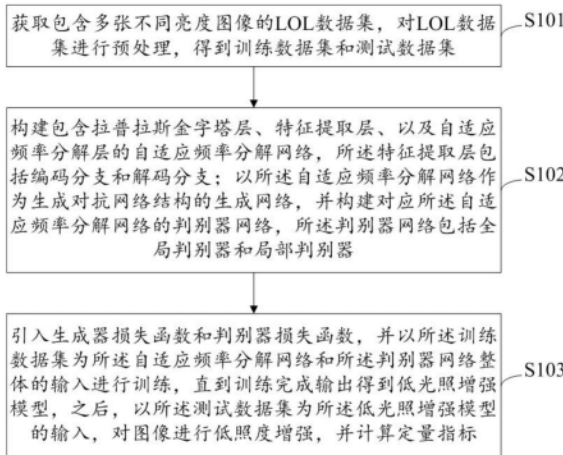 获取包含多张不同亮度图像的LOL数据集，对LOL数据
集进行预处理，得到训练数据集和测试数据集
S101
构建包含拉普拉斯金字塔层、特征提取层、以及自适应
频率分解层的自适应频率分解网络，所述特征提取层包
括编码分支和解码分支；以所述自适应频率分解网络作
为生成对抗网络结构的生成网络，并构建对应所述自适
应频率分解网络的判别器网络，所述判别器网络包括全
局判别器和局部判别器
S102
引入生成器损失函数和判别器损失函数，并以所述训练
数据集为所述自适应频率分解网络和所述判别器网络整
体的输入进行训练，直到训练完成输出得到低光照增强
模型，之后，以所述测试数据集为所述低光照增强模型
的输入，对图像进行低照度增强，并计算定量指标
S103